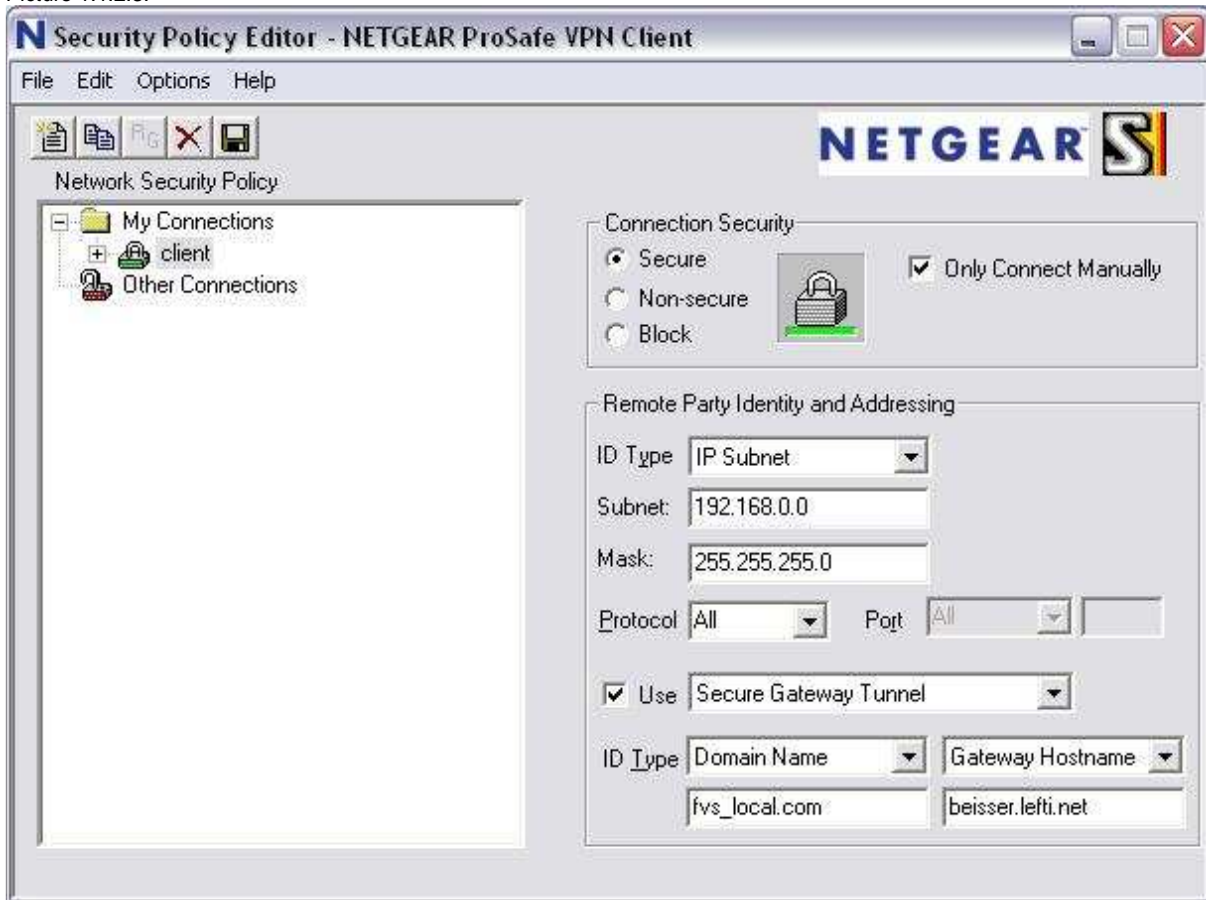 N Security Policy Editor - NETGEAR ProSafe VPN Client
File Edit Options Help
NETGEAR
Network Security Policy
My Connections
client
Other Connections
Connection Security
Secure
Non-secure
Block
Only Connect Manually
Remote Party Identity and Addressing
ID Type IP Subnet
Subnet: 192.168.0.0
Mask: 255.255.255.0
Protocol All Port All
Use Secure Gateway Tunnel
ID Type Domain Name Gateway Hostname
fvs_local.com beisser.lefti.net